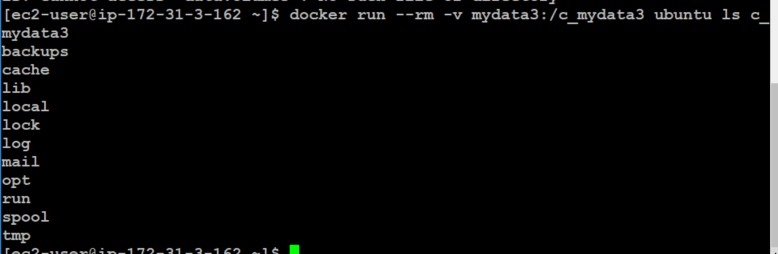 [ec2-user@ip-172-31-3-162 ~]$ docker run --rm -v mydata3:/c_mydata3 ubuntu ls c_
mydata3
backups
cache
lib
local
lock
log
mail
opt
run
spool
tmp
[ec2-user@ip-172-31-3-162 ~]$